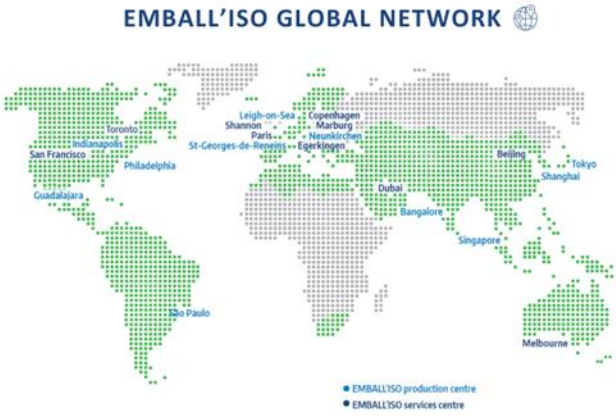 EMBALL'ISO GLOBAL NETWORK
Leigh-on-Sea
Copenhagen
Toronto
Shannon
Marburg
Paris
Neunkirchen
Indianapolis
St-Georges-de-Reneins
Egerkingen
San Francisco
Beijing
Philadelphia
Tokyo
Shanghai
Dubai
Guadalajara
Bangalore
Singapore
São Paulo
Melbourne
EMBALL'ISO production centre
EMBALL'ISO services centre